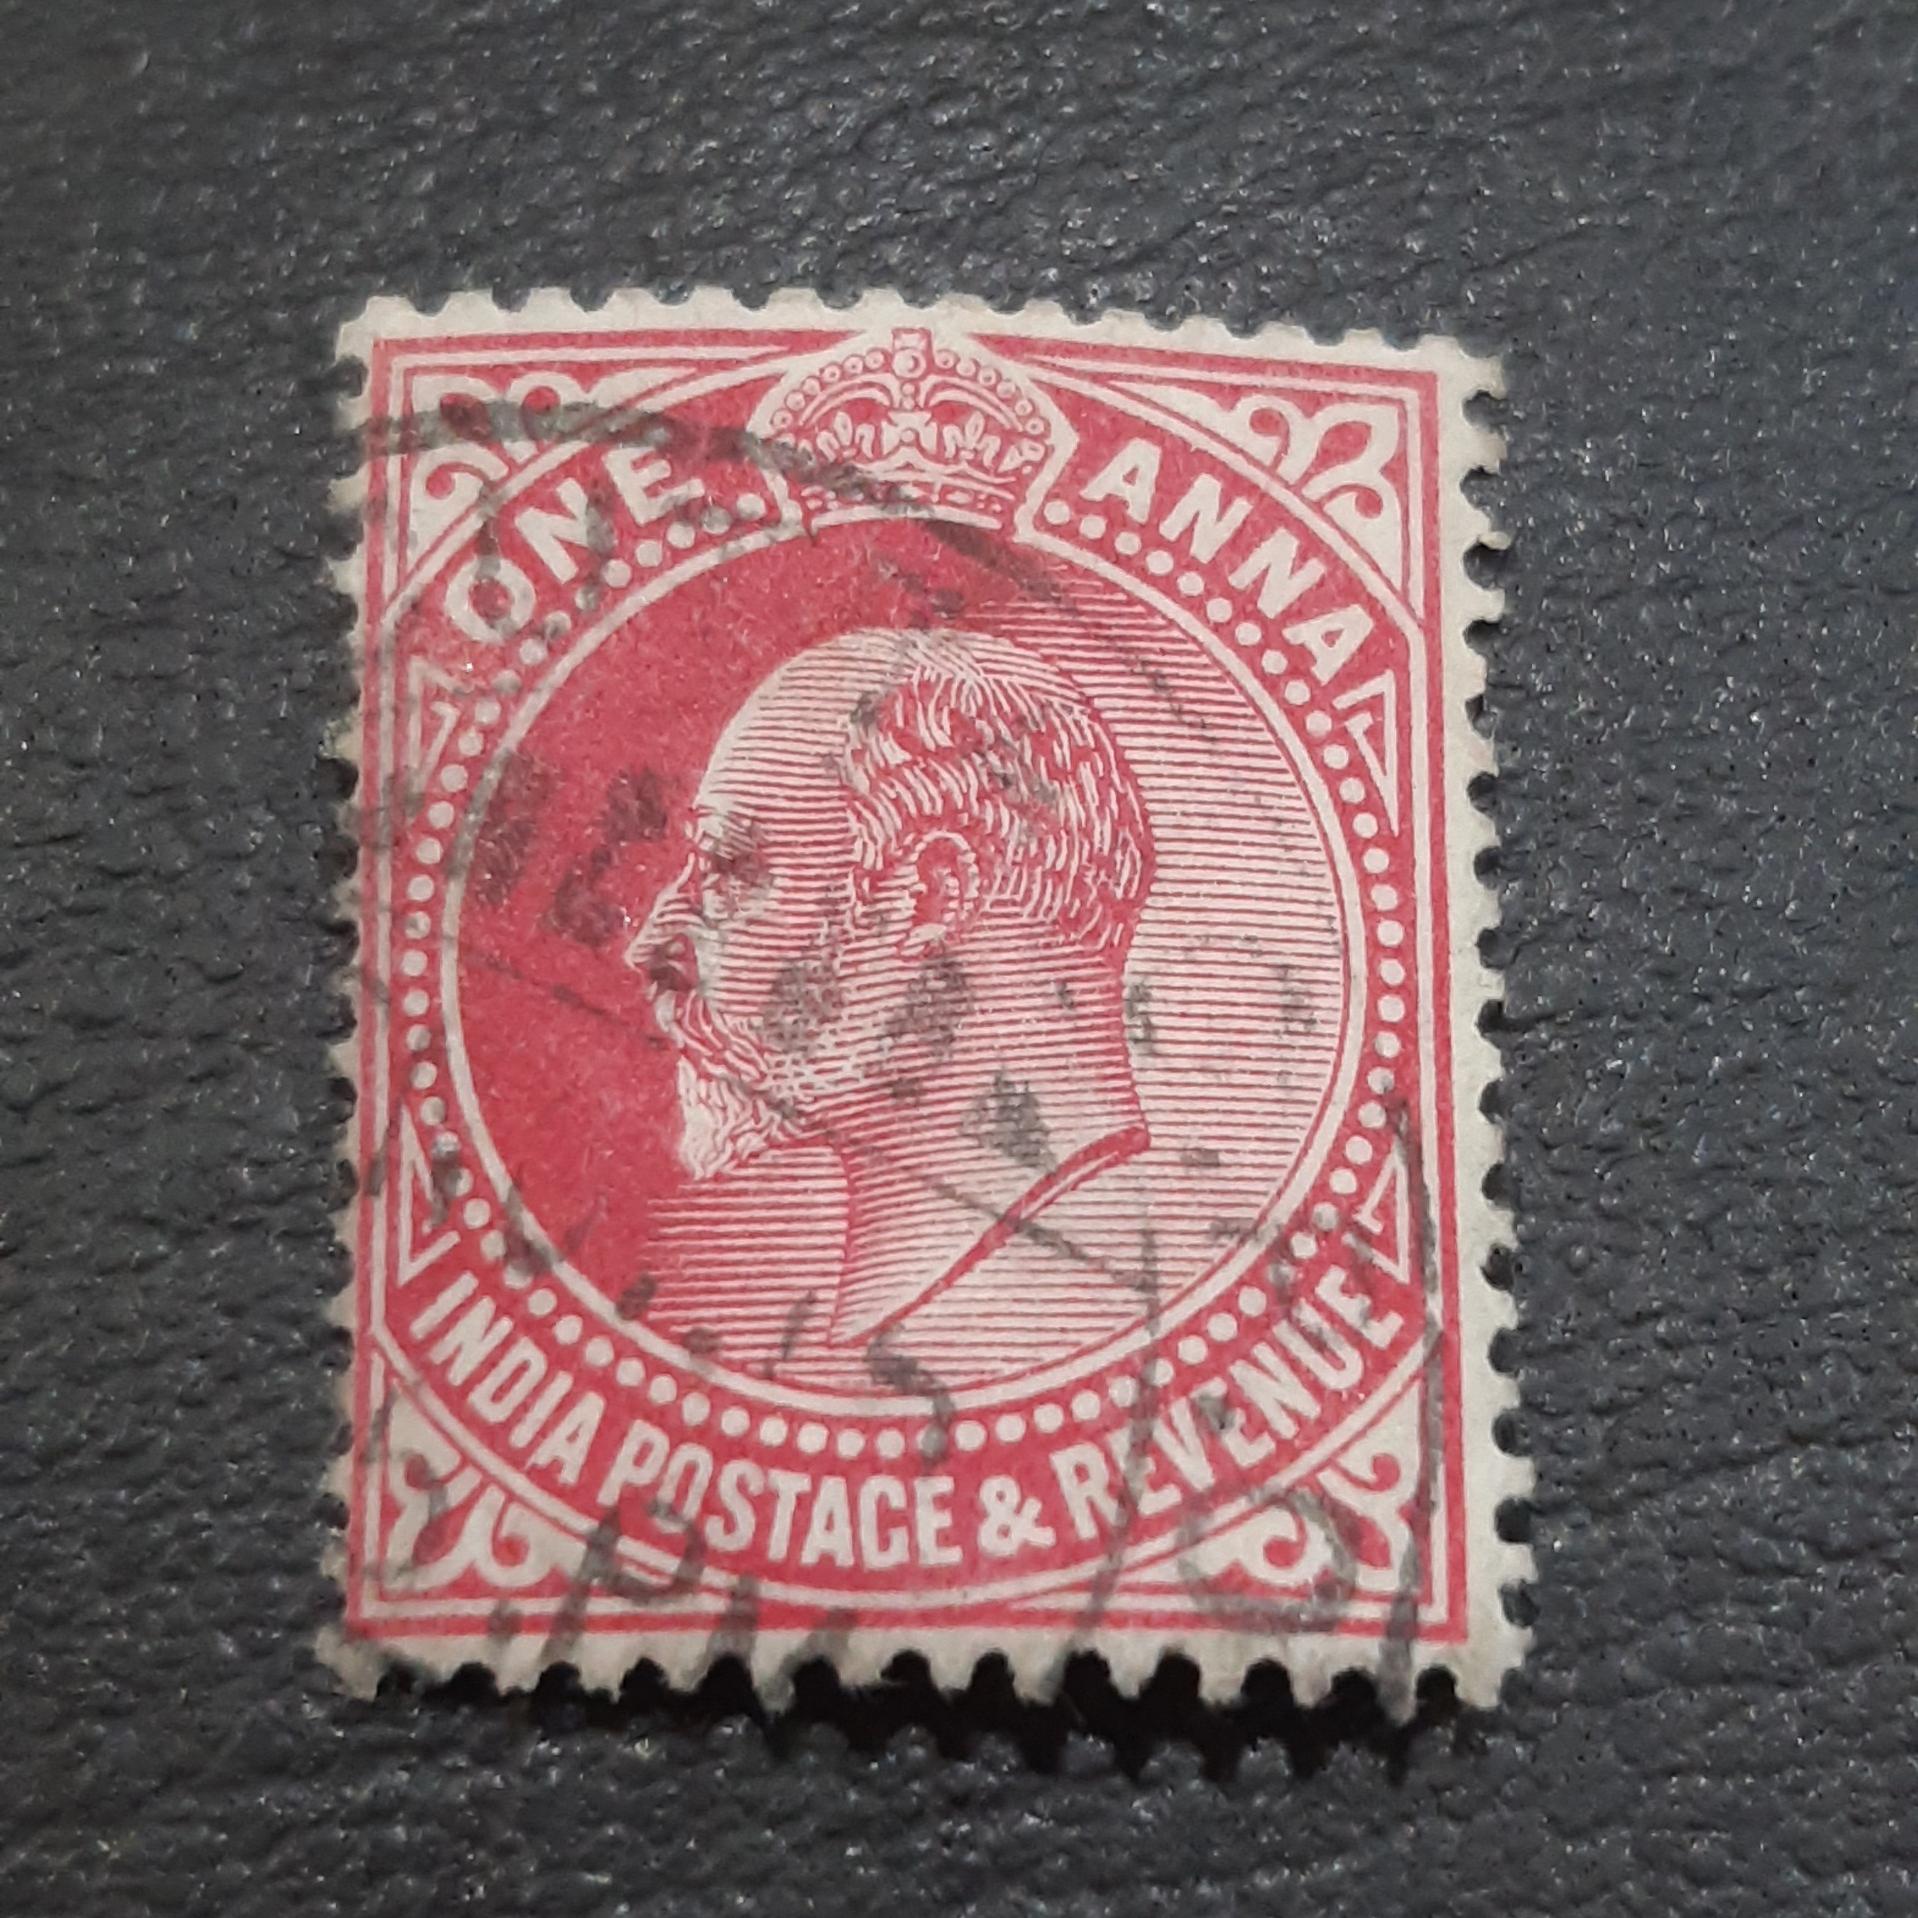 ONE ANNA
INDIA POSTAGE & REVENUE